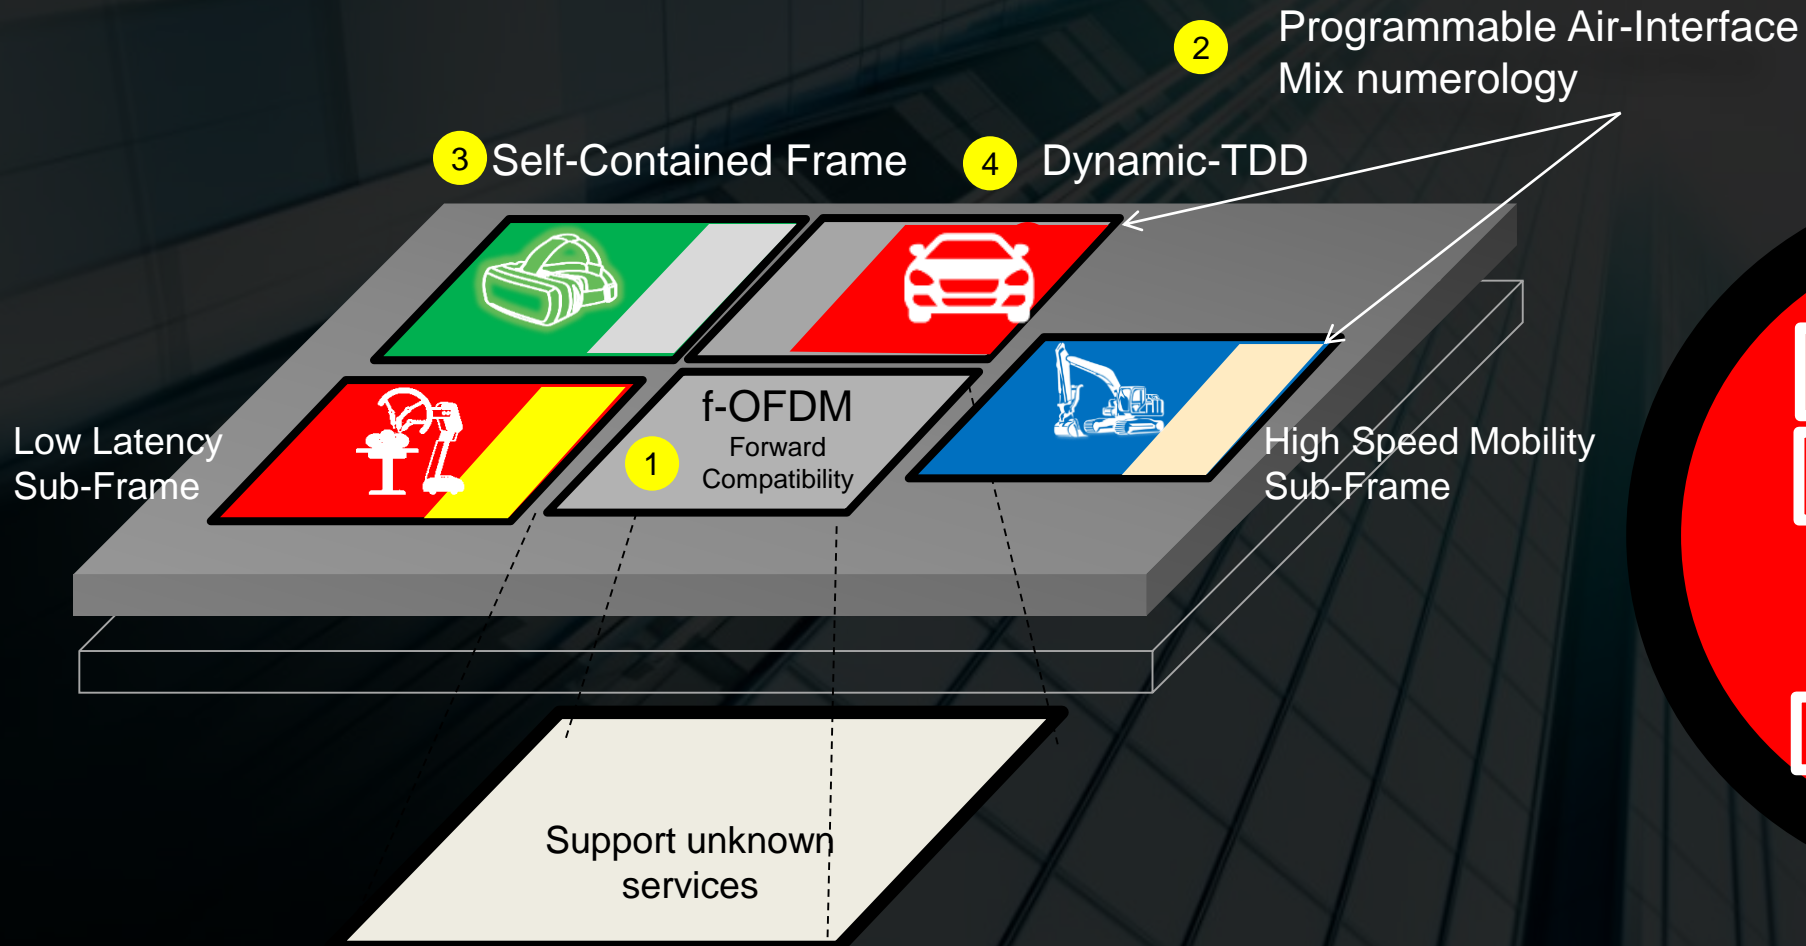 2
Programmable Air-Interface
Mix numerology
3
Self-Contained Frame
4
Dynamic-TDD
Low Latency
Sub-Frame
1
f-OFDM
Forward
Compatibility
High Speed Mobility
Sub-Frame
Support unknown
services